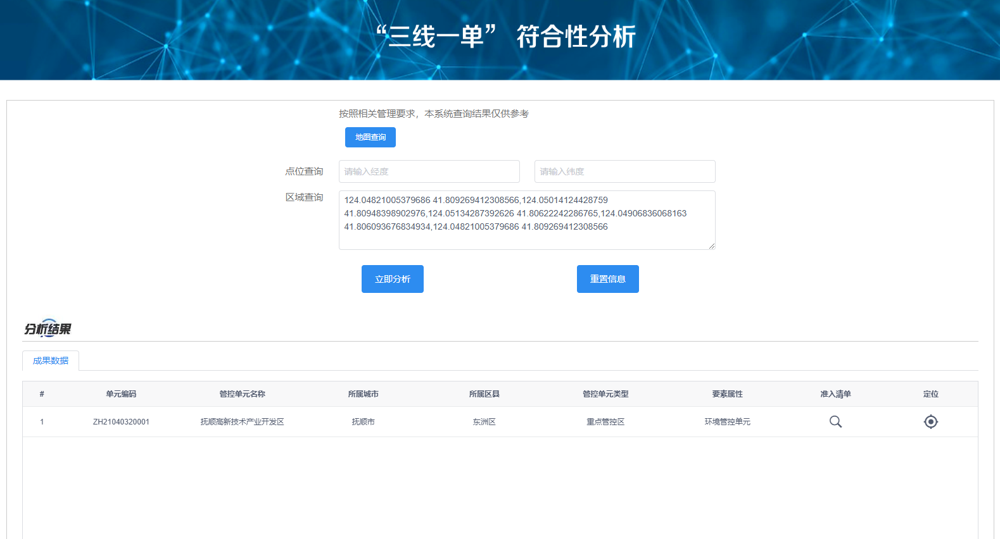 “三线一单” 符合性分析
按照相关管理要求，本系统查询结果仅供参考
地图查询
点位查询 请输入经度 请输入纬度
区域查询
124.04821005379686 41.809269412308566,124.05014124428759
41.80948398902976,124.05134287392626 41.80622242286765,124.04906836068163
41.806093676834934,124.04821005379686 41.809269412308566
立即分析 重置信息
分析结果
成果数据
# 单元编码 管控单元名称 所属城市 所属区县 管控单元类型 要素属性 准入清单 定位
1 ZH21040320001 抚顺高新技术产业开发区 抚顺市 东洲区 重点管控区 环境管控单元